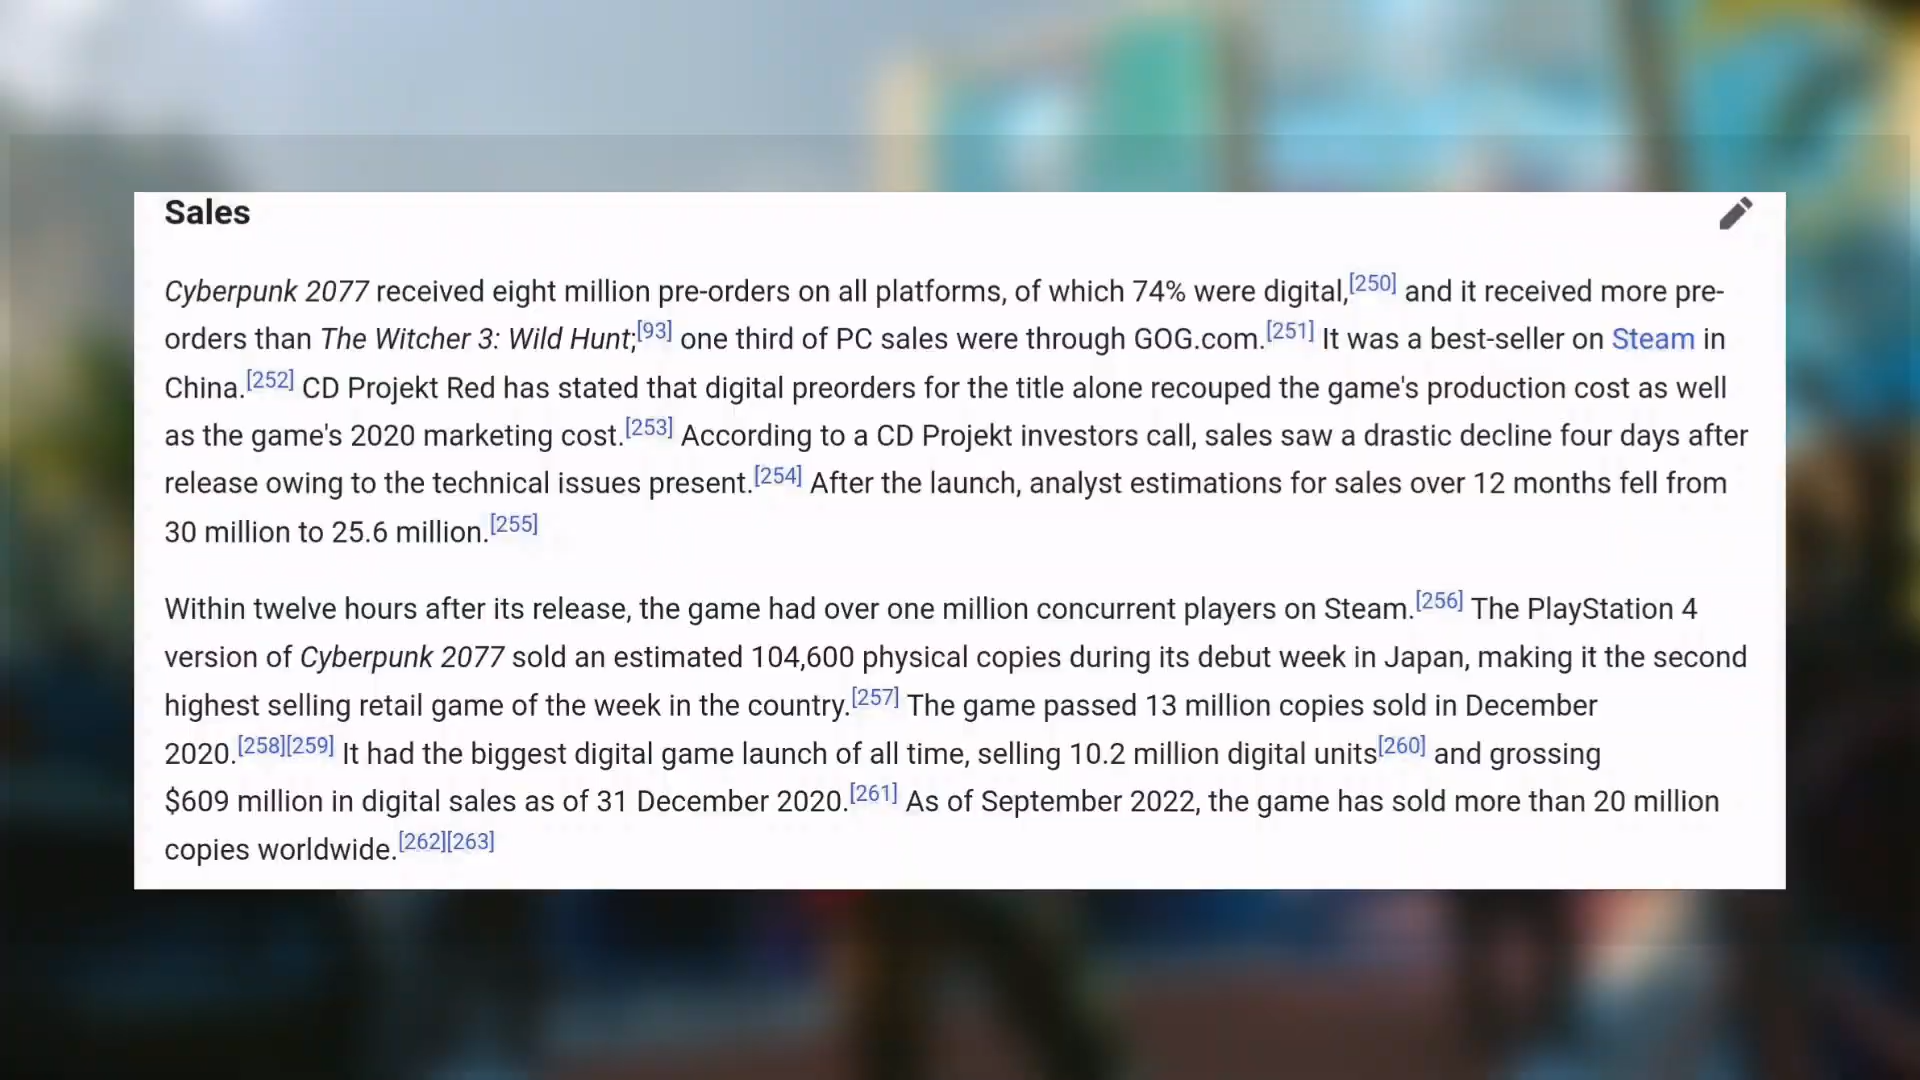 Sales
Cyberpunk 2077 received eight million pre-orders on all platforms, of which 74% were digital,[250] and it received more pre-
orders than The Witcher 3: Wild Hunt;[93] one third of PC sales were through GOG.com.[251] It was a best-seller on Steam in
China.[252] CD Projekt Red has stated that digital preorders for the title alone recouped the game's production cost as well
as the game's 2020 marketing cost.[253] According to a CD Projekt investors call, sales saw a drastic decline four days after
release owing to the technical issues present.[254] After the launch, analyst estimations for sales over 12 months fell from
30 million to 25.6 million.[255]
Within twelve hours after its release, the game had over one million concurrent players on Steam.[256] The PlayStation 4
version of Cyberpunk 2077 sold an estimated 104,600 physical copies during its debut week in Japan, making it the second
highest selling retail game of the week in the country.[257] The game passed 13 million copies sold in December
2020.[258][259] It had the biggest digital game launch of all time, selling 10.2 million digital units[260] and grossing
$609 million in digital sales as of 31 December 2020.[261] As of September 2022, the game has sold more than 20 million
copies worldwide.[262][263]